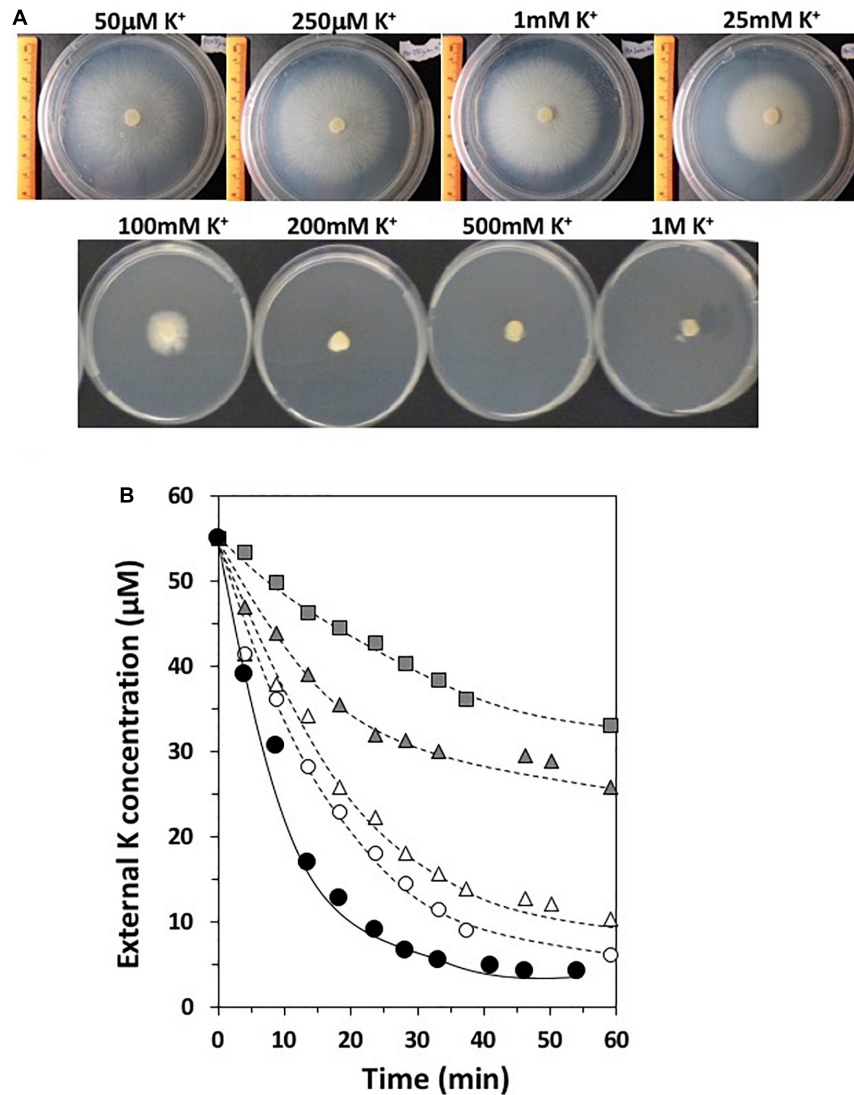 A
50µM K⁺ 250µM K⁺ 1mM K⁺ 25mM K⁺
100mM K⁺ 200mM K⁺ 500mM K⁺ 1M K⁺
B
60
50
40
30
20
10
0
External K concentration (µM)
0 10 20 30 40 50 60
Time (min)